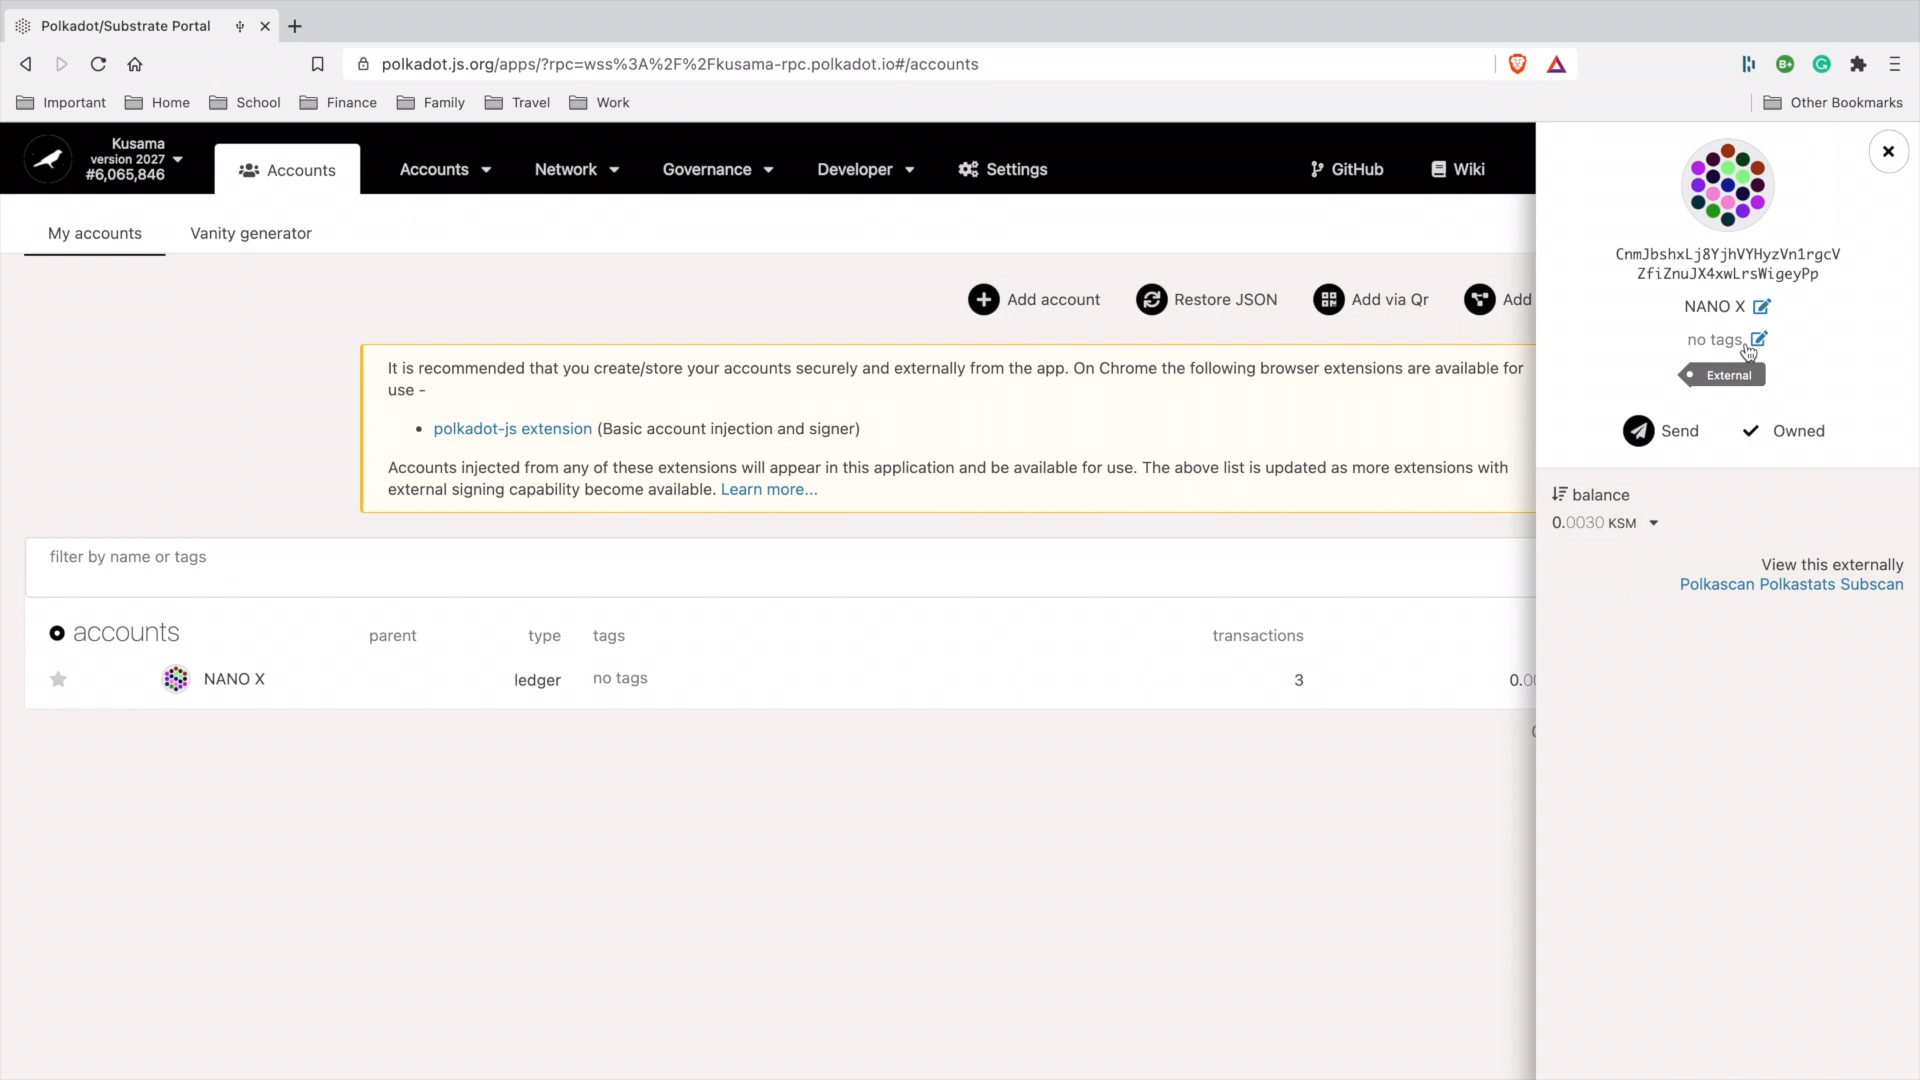 Polkadot/Substrate Portal
polkadot.js.org/apps/?rpc=wss%3A%2F%2Fkusama-rpc.polkadot.io#/accounts
Important Home School Finance Family Travel Work Other Bookmarks
Kusama
version 2027
#6,065,846
Accounts Accounts Network Governance Developer Settings GitHub Wiki
My accounts Vanity generator
Add account Restore JSON Add via Qr Add
It is recommended that you create/store your accounts securely and externally from the app. On Chrome the following browser extensions are available for
use -
• polkadot-js extension (Basic account injection and signer)
Accounts injected from any of these extensions will appear in this application and be available for use. The above list is updated as more extensions with
external signing capability become available. Learn more...
filter by name or tags
accounts parent type tags transactions
NANO X ledger no tags 3 0.00
CnmJbshxLj8YjhVYHyzVn1rgcV
ZfiZnuJX4xwLrsWigeyPp
NANO X
no tags
External
Send Owned
balance
0.0030 KSM
View this externally
Polkascan Polkastats Subscan